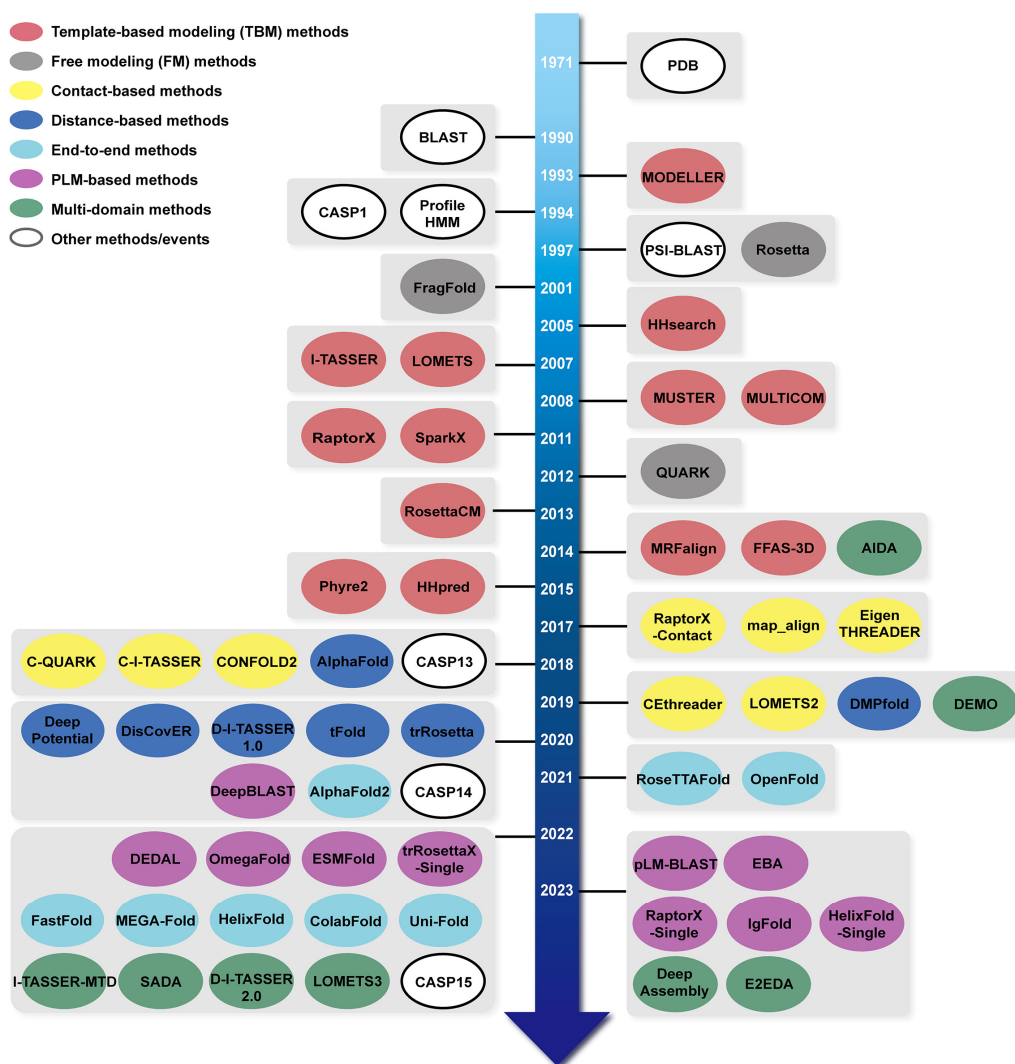 Template-based modeling (TBM) methods
Free modeling (FM) methods
Contact-based methods
Distance-based methods
End-to-end methods
PLM-based methods
Multi-domain methods
Other methods/events
1971
PDB
BLAST
1990
1993
MODELLER
CASP1
Profile
HMM
1994
1997
PSI-BLAST
Rosetta
FragFold
2001
2005
HHsearch
I-TASSER
LOMETS
2007
2008
MUSTER
MULTICOM
RaptorX
SparkX
2011
2012
QUARK
RosettaCM
2013
2014
MRFalign
FFAS-3D
AIDA
Phyre2
HHpred
2015
2017
RaptorX
-Contact
map_align
Eigen
THREADER
C-QUARK
C-I-TASSER
CONFOLD2
AlphaFold
CASP13
2018
2019
CEthreader
LOMETS2
DMPfold
DEMO
Deep
Potential
DisCovER
D-I-TASSER
1.0
tFold
trRosetta
2020
DeepBLAST
AlphaFold2
CASP14
2021
RoseTTAFold
OpenFold
2022
DEDAL
OmegaFold
ESMFold
trRosettaX
-Single
FastFold
MEGA-Fold
HelixFold
ColabFold
Uni-Fold
I-TASSER-MTD
SADA
D-I-TASSER
2.0
LOMETS3
CASP15
2023
pLM-BLAST
EBA
RaptorX
-Single
IgFold
HelixFold
-Single
Deep
Assembly
E2EDA